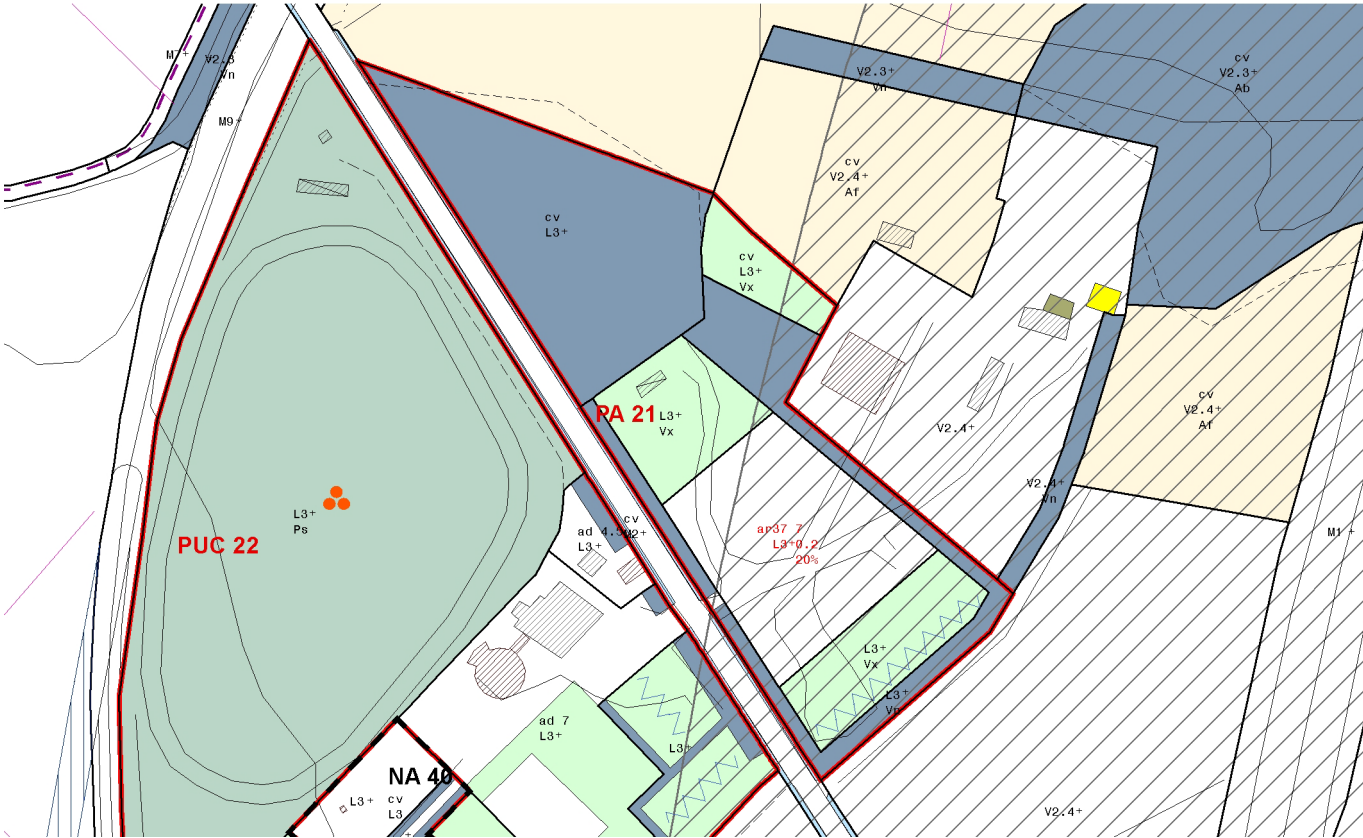 M7+
V2.3
Vn
M9+
cv
L3+
cv
L3+
Vx
V2.3+
Vn
cv
V2.3+
Ab
cv
V2.4+
Af
PA 21
L3+
Vx
V2.4+
cv
V2.4+
Af
V2.4+
Vn
M1 +
PUC 22
L3+
Ps
ad 4.5
L3+
cv
M2+
ar37 7
L3+0.2
20%
L3+
Vx
L3+
Vn
ad 7
L3+
L3+
NA 40
L3+
cv
L3
V2.4+